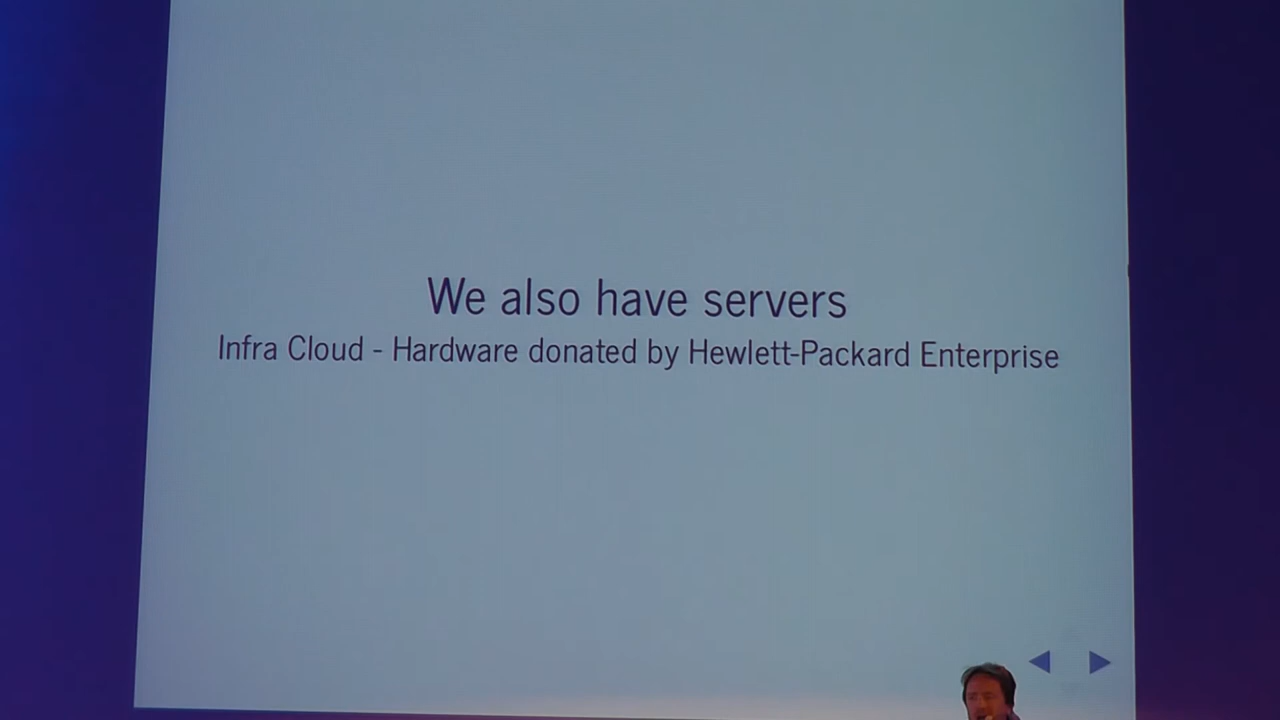 We also have servers
Infra Cloud - Hardware donated by Hewlett-Packard Enterprise